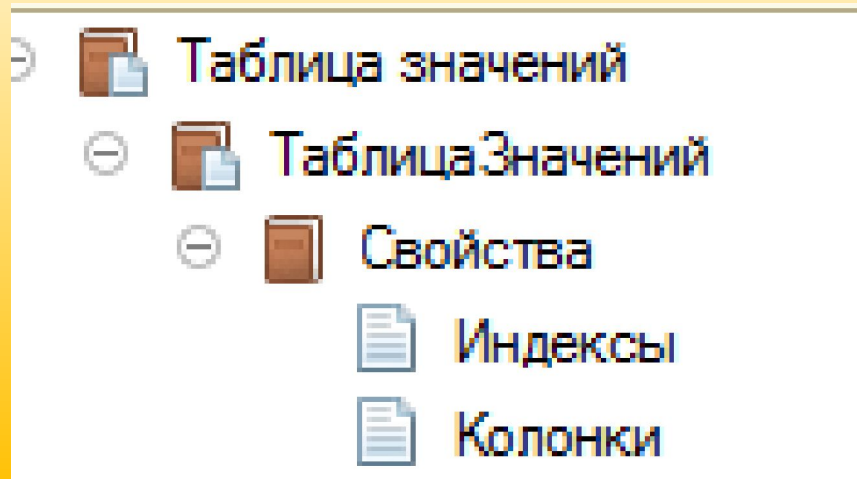 Таблица значений
ТаблицаЗначений
Свойства
Индексы
Колонки